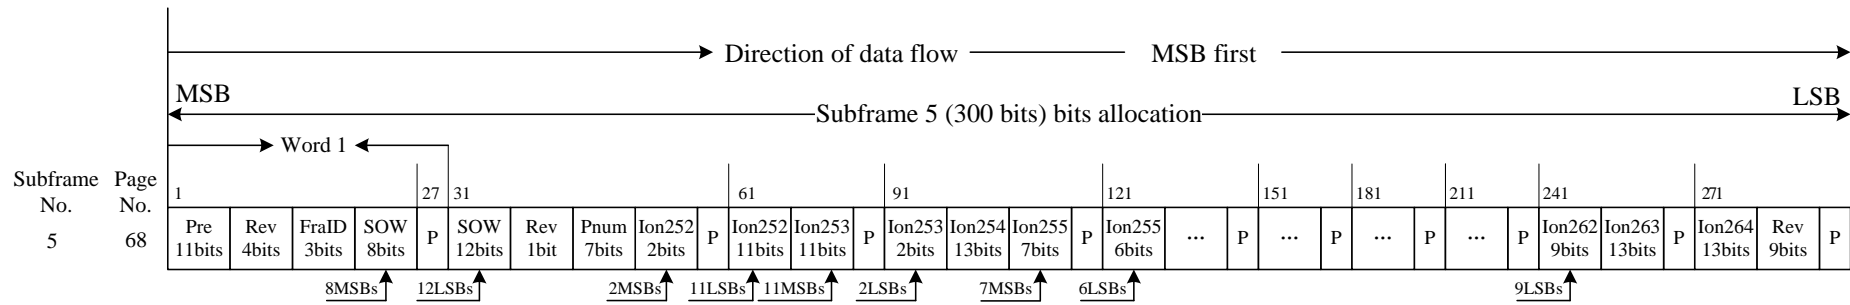 Direction of data flow MSB first
MSB LSB
Subframe 5 (300 bits) bits allocation
Word 1
Subframe No. Page No. 1 27 31 61 91 121 151 181 211 241 271
5 68 Pre 11bits Rev 4bits FraID 3bits SOW 8bits P SOW 12bits Rev 1bit Pnum 7bits Ion252 2bits P Ion252 11bits Ion253 11bits P Ion253 2bits Ion254 13bits Ion255 7bits P Ion255 6bits ... P ... P ... P ... P Ion262 9bits Ion263 13bits P Ion264 13bits Rev 9bits P
8MSBs 12LSBs 2MSBs 11LSBs 11MSBs 2LSBs 7MSBs 6LSBs 9LSBs